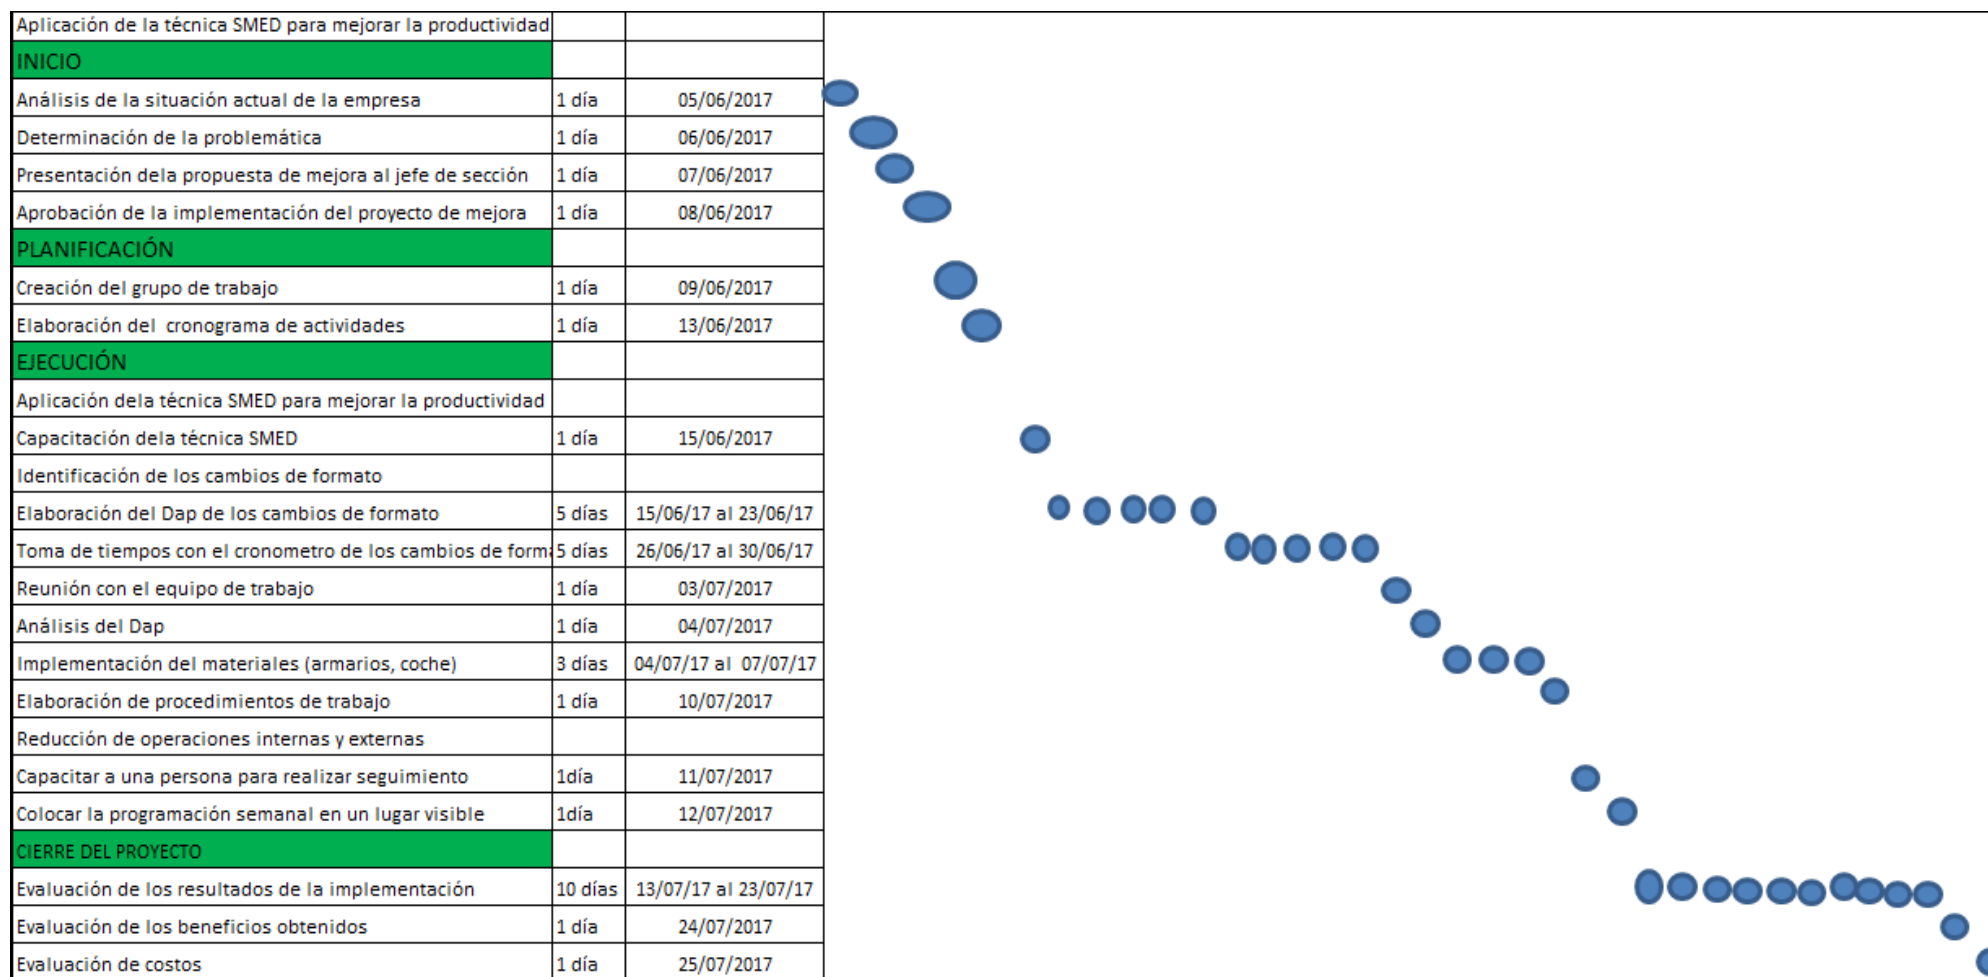 Aplicación de la técnica SMED para mejorar la productividad
INICIO
Análisis de la situación actual de la empresa 1 día 05/06/2017
Determinación de la problemática 1 día 06/06/2017
Presentación dela propuesta de mejora al jefe de sección 1 día 07/06/2017
Aprobación de la implementación del proyecto de mejora 1 día 08/06/2017
PLANIFICACIÓN
Creación del grupo de trabajo 1 día 09/06/2017
Elaboración del cronograma de actividades 1 día 13/06/2017
EJECUCIÓN
Aplicación dela técnica SMED para mejorar la productividad
Capacitación dela técnica SMED 1 día 15/06/2017
Identificación de los cambios de formato
Elaboración del Dap de los cambios de formato 5 días 15/06/17 al 23/06/17
Toma de tiempos con el cronometro de los cambios de forma 5 días 26/06/17 al 30/06/17
Reunión con el equipo de trabajo 1 día 03/07/2017
Análisis del Dap 1 día 04/07/2017
Implementación del materiales (armarios, coche) 3 días 04/07/17 al 07/07/17
Elaboración de procedimientos de trabajo 1 día 10/07/2017
Reducción de operaciones internas y externas
Capacitar a una persona para realizar seguimiento 1día 11/07/2017
Colocar la programación semanal en un lugar visible 1día 12/07/2017
CIERRE DEL PROYECTO
Evaluación de los resultados de la implementación 10 días 13/07/17 al 23/07/17
Evaluación de los beneficios obtenidos 1 día 24/07/2017
Evaluación de costos 1 día 25/07/2017